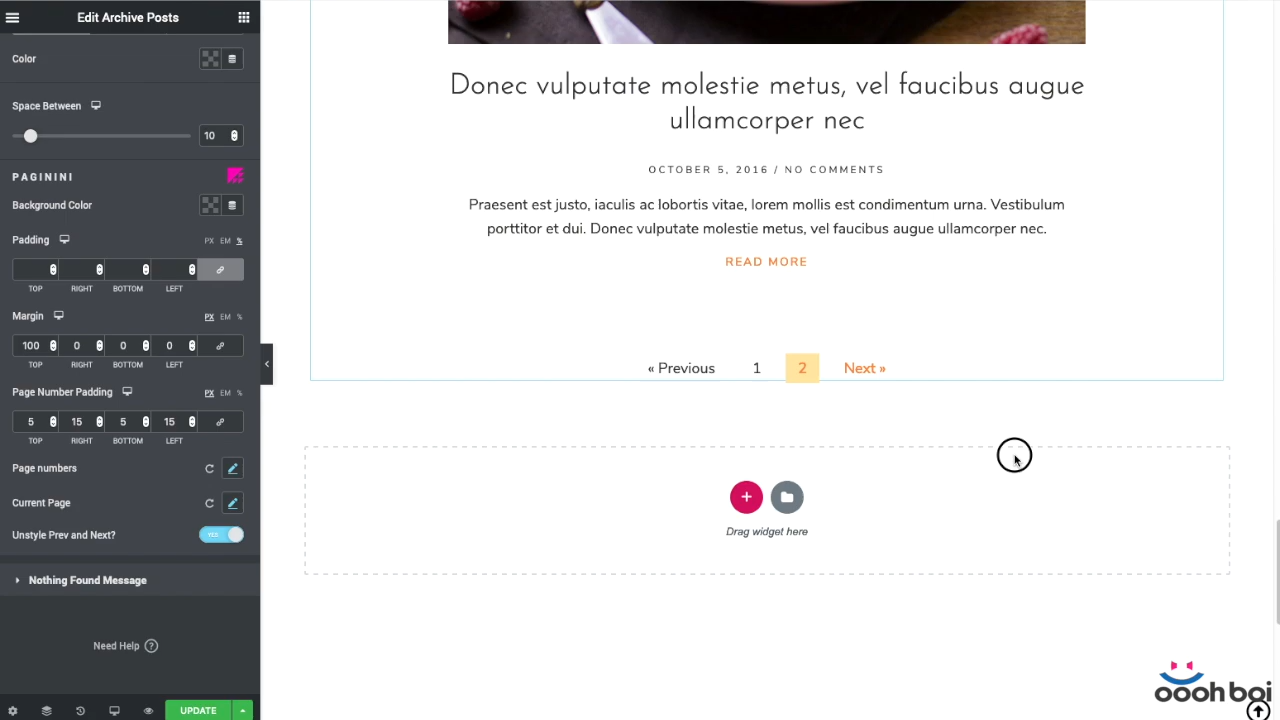 Edit Archive Posts
Color
Space Between
10
PAGININI
Background Color
Padding
PX EM %
TOP RIGHT BOTTOM LEFT
Margin
PX EM %
100 0 0 0
TOP RIGHT BOTTOM LEFT
Page Number Padding
PX EM %
5 15 5 15
TOP RIGHT BOTTOM LEFT
Page numbers
Current Page
Unstyle Prev and Next?
YES
Nothing Found Message
Need Help ?
UPDATE
Donec vulputate molestie metus, vel faucibus augue
ullamcorper nec
OCTOBER 5, 2016 / NO COMMENTS
Praesent est justo, iaculis ac lobortis vitae, lorem mollis est condimentum urna. Vestibulum
porttitor et dui. Donec vulputate molestie metus, vel faucibus augue ullamcorper nec.
READ MORE
« Previous 1 2 Next »
Drag widget here
oooh boi